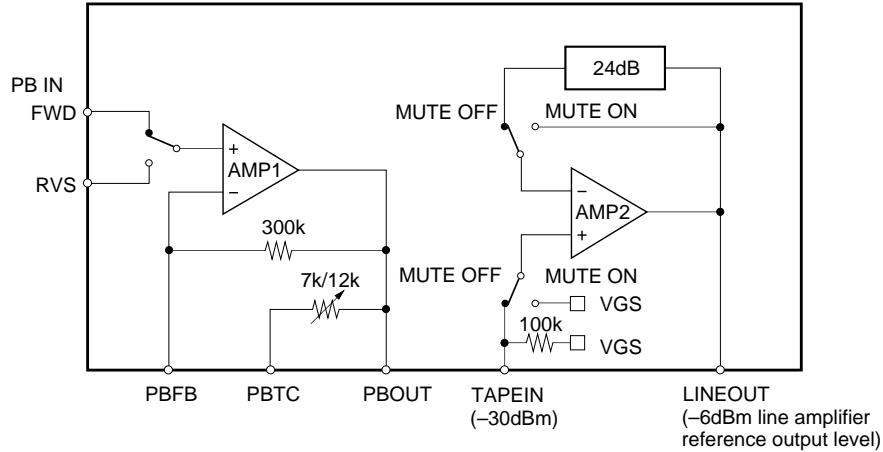 PB IN
FWD
RVS
+
AMP1
−
300k
7k/12k
24dB
MUTE OFF
MUTE ON
−
AMP2
+
MUTE OFF
MUTE ON
VGS
100k
VGS
PBFB
PBTC
PBOUT
TAPEIN
(–30dBm)
LINEOUT
(–6dBm line amplifier
reference output level)